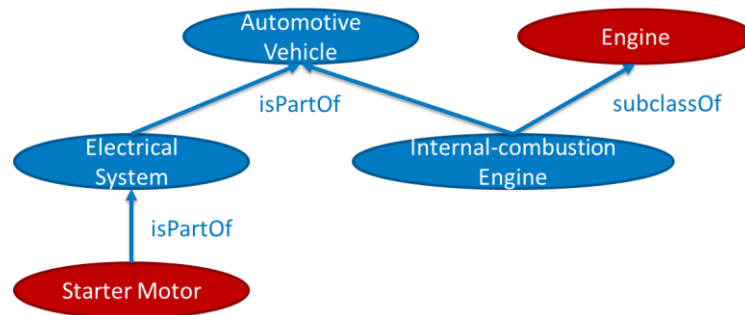 Automotive
Vehicle
Engine
isPartOf
subclassOf
Electrical
System
Internal-combustion
Engine
isPartOf
Starter Motor